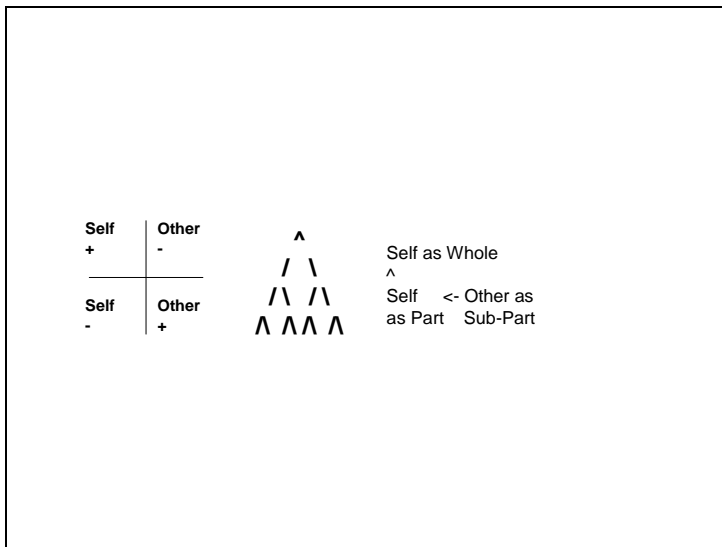 Self Other
+ -
Self Other
- +
^
/ \
/\ /\
/\ /\ /\ /\
Self as Whole
^
Self <- Other as
as Part Sub-Part